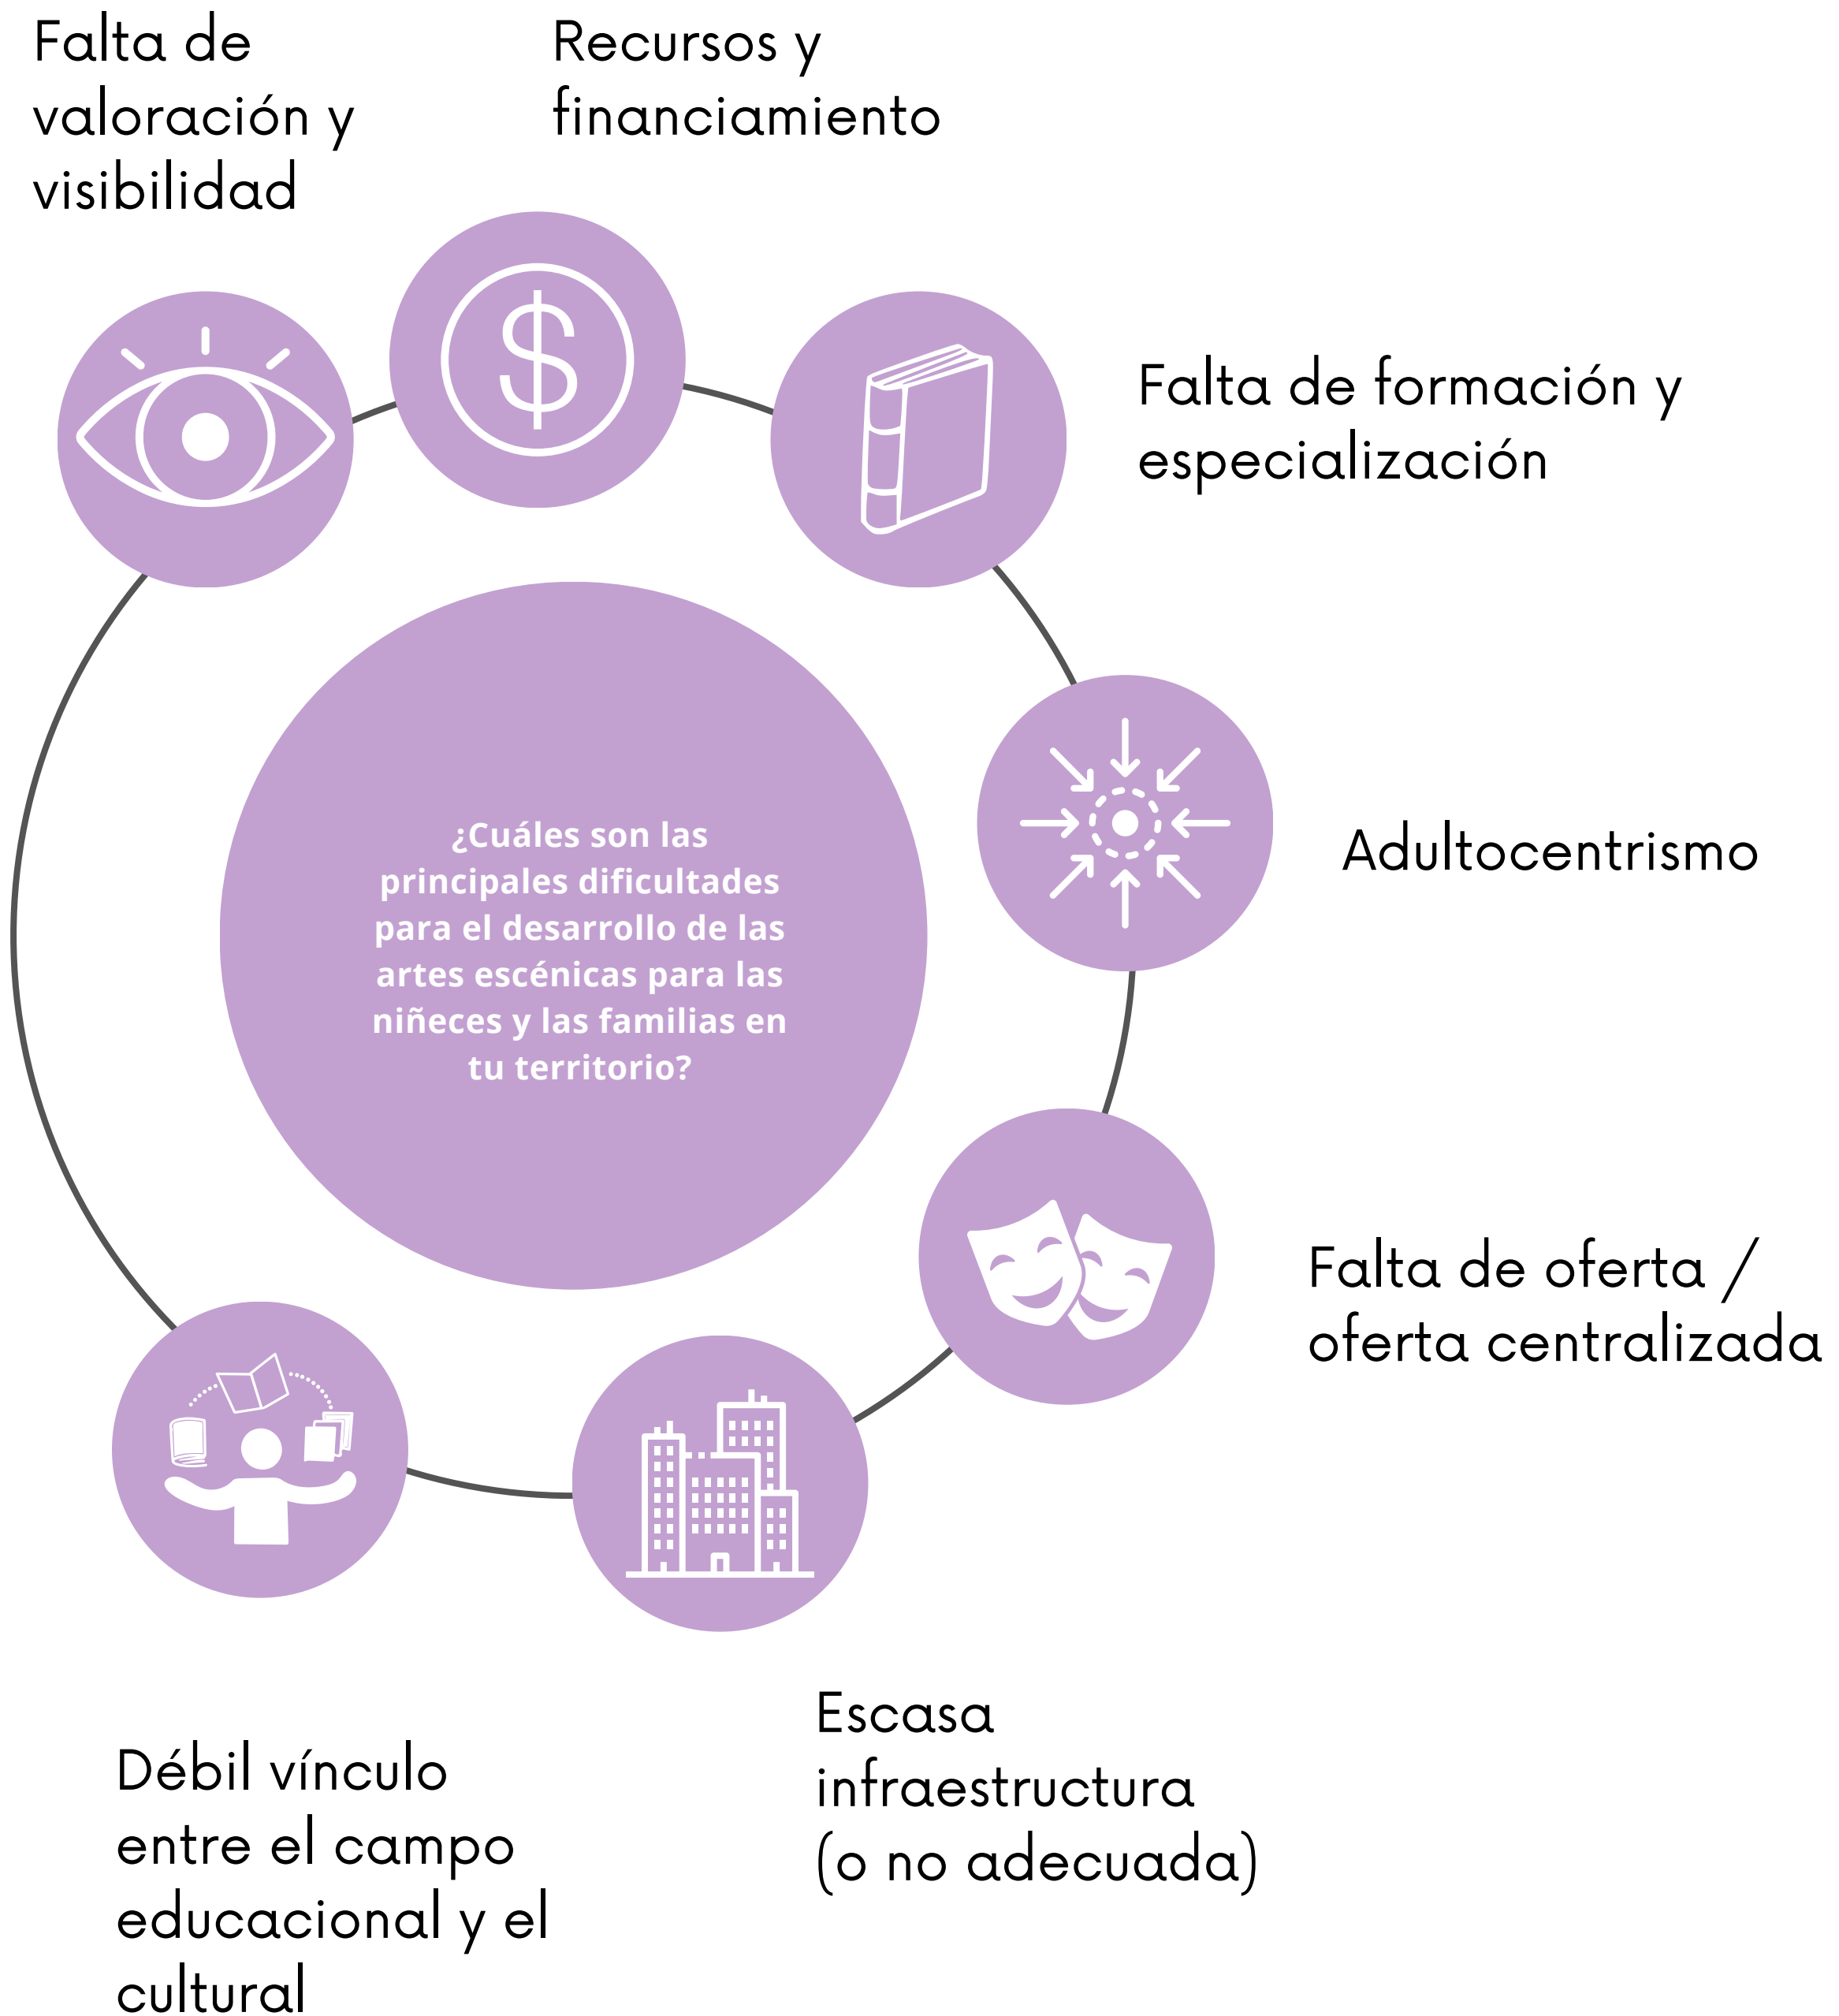 Falta de
valoración y
visibilidad
Recursos y
financiamiento
Falta de formación y
especialización
Adultocentrismo
¿Cuáles son las
principales dificultades
para el desarrollo de las
artes escénicas para las
niñeces y las familias en
tu territorio?
Falta de oferta /
oferta centralizada
Escasa
infraestructura
(o no adecuada)
Débil vínculo
entre el campo
educacional y el
cultural